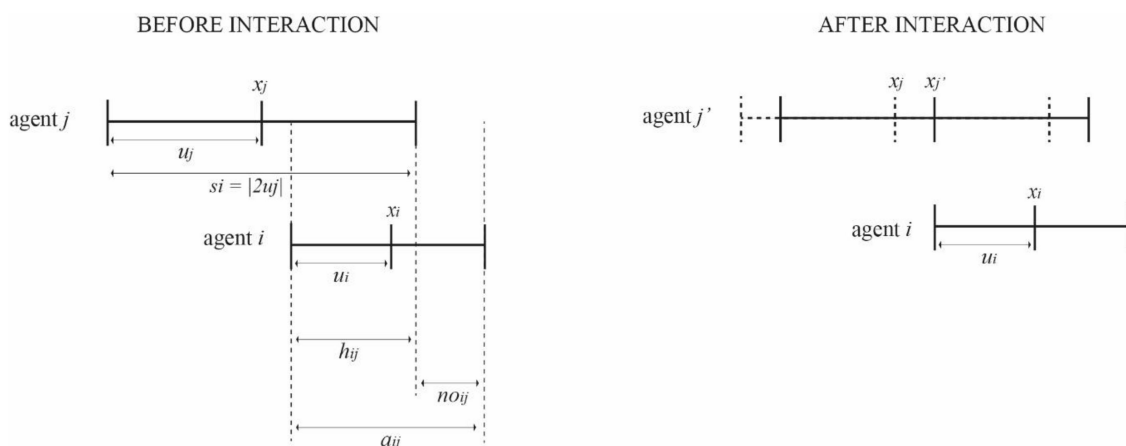 BEFORE INTERACTION
AFTER INTERACTION
xj
agent j
uj
si = |2uj|
xi
agent i
ui
hij
noij
aij
xj xj'
agent j'
xi
agent i
ui